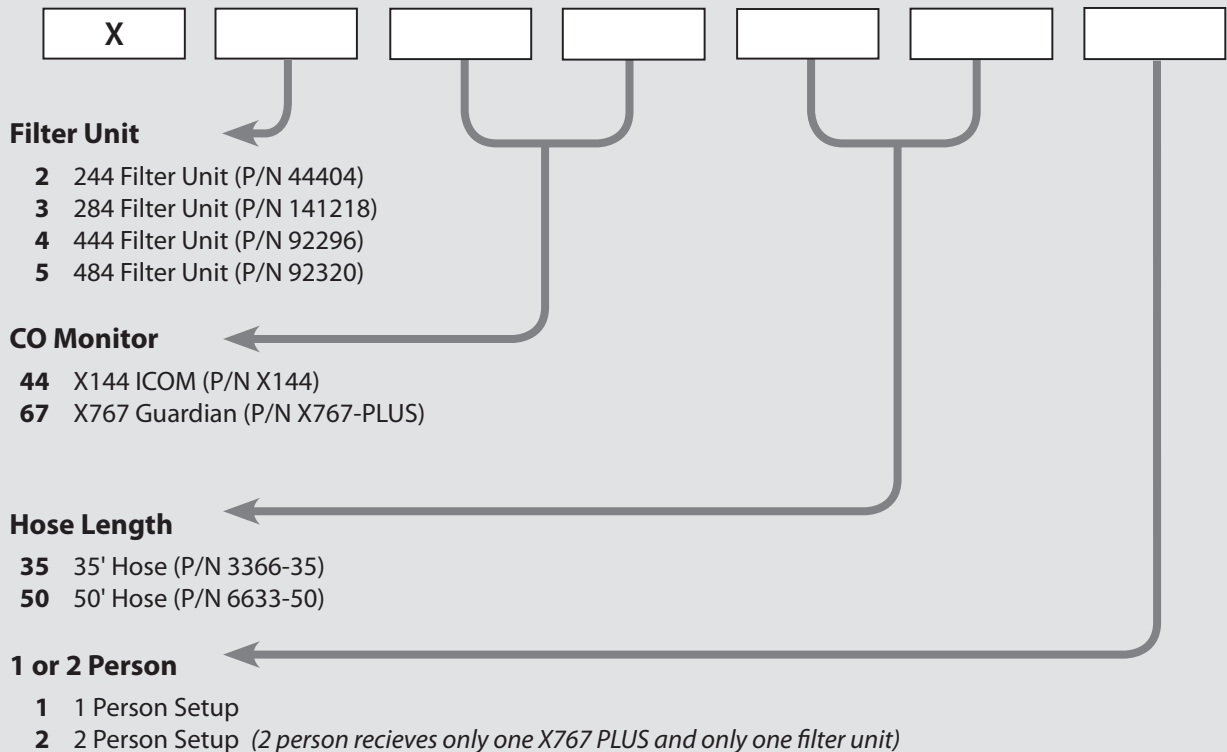 X
Filter Unit
2 244 Filter Unit (P/N 44404)
3 284 Filter Unit (P/N 141218)
4 444 Filter Unit (P/N 92296)
5 484 Filter Unit (P/N 92320)
CO Monitor
44 X144 ICOM (P/N X144)
67 X767 Guardian (P/N X767-PLUS)
Hose Length
35 35' Hose (P/N 3366-35)
50 50' Hose (P/N 6633-50)
1 or 2 Person
1 1 Person Setup
2 2 Person Setup (2 person recieves only one X767 PLUS and only one filter unit)